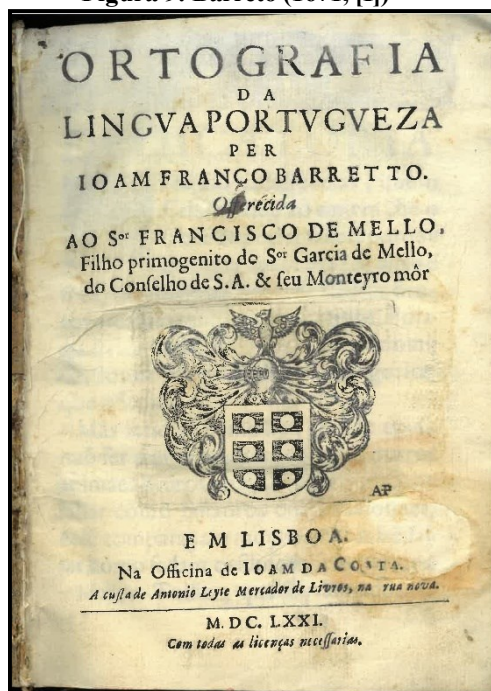 Figura 9: Barreto (1671, [i])
ORTOGRAFIA
DA
LINGVA PORTVGVEZA
PER
IOAM FRANCO BARRETTO.
Offerecida
AO Sor FRANCISCO DE MELLO,
Filho primogenito do Sor Garcia de Mello,
do Conſelho de S.A. & ſeu Monteyro môr
AP
EM LISBOA.
Na Officina de IOAM DA COSTA.
A cuſta de Antonio Leyte Mercador de Livros, na rua nova.
M. DC. LXXI.
Com todas as licenças neceſſarias.